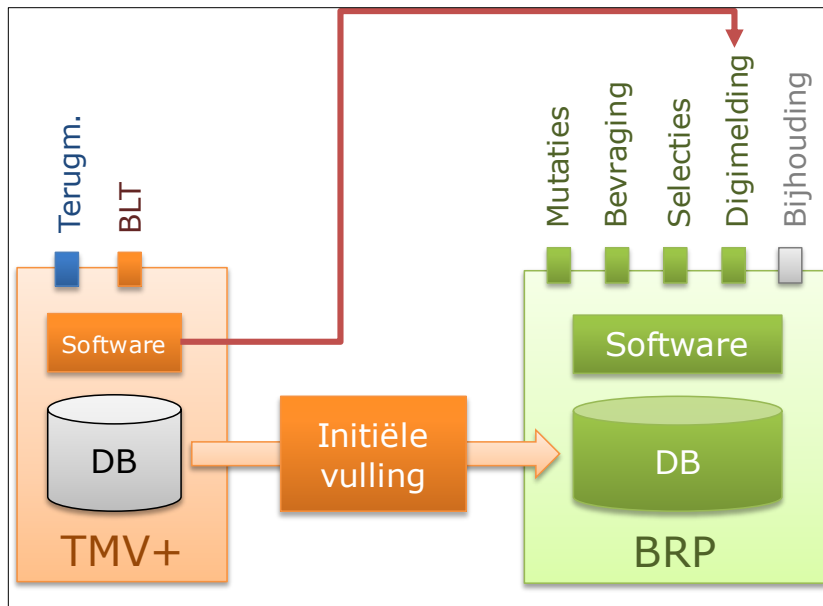 Terugm.
BLT
Mutaties
Bevraging
Selecties
Digimelding
Bijhouding
Software
Software
DB
Initiële
vulling
DB
TMV+
BRP